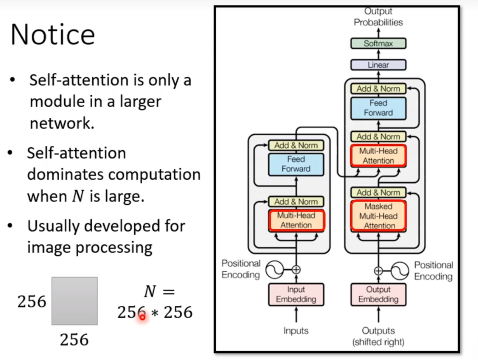 Notice
• Self-attention is only a
module in a larger
network.
• Self-attention
dominates computation
when N is large.
• Usually developed for
image processing
256
256
N =
256 * 256
Output
Probabilities
Softmax
Linear
Add & Norm
Feed
Forward
Add & Norm
Multi-Head
Attention
Add & Norm
Masked
Multi-Head
Attention
Add & Norm
Feed
Forward
Add & Norm
Multi-Head
Attention
Positional
Encoding
Positional
Encoding
Input
Embedding
Output
Embedding
Inputs
Outputs
(shifted right)